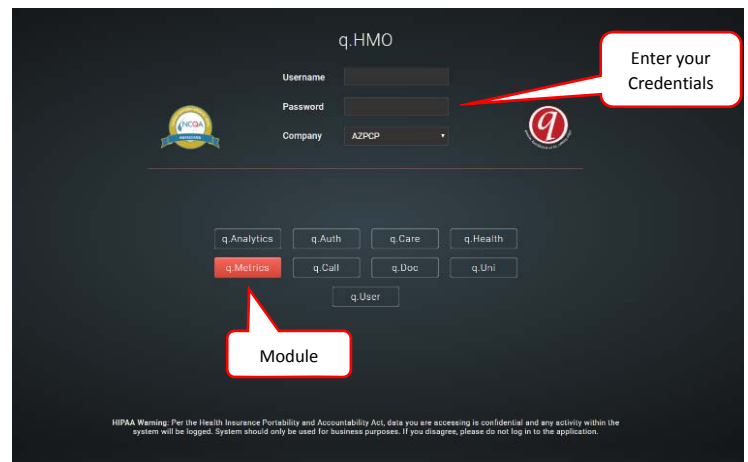 q.HMO
Enter your
Credentials
Username
Password
NCQA
Company AZPCP
q
q.Analytics q.Auth q.Care q.Health
q.Metrics q.Call q.Doc q.Uni
q.User
Module
HIPAA Warning: Per the Health Insurance Portability and Accountability Act, data you are accessing is confidential and any activity within the
system will be logged. System should only be used for business purposes. If you disagree, please do not log in to the application.